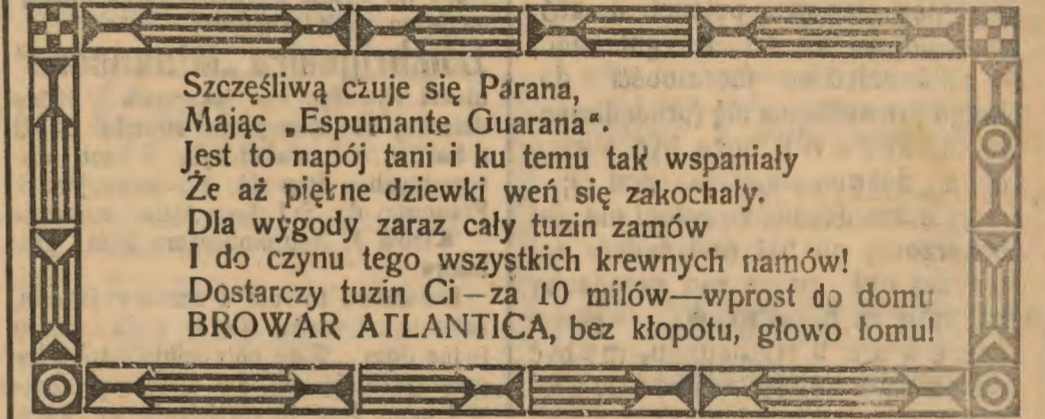 Szczęśliwą czuje się Parana,
Mając „Espumante Guarana“.
Jest to napój tani i ku temu tak wspaniały
Że aż piękne dziewki weń się zakochały.
Dla wygody zaraz cały tuzin zamów
I do czynu tego wszystkich krewnych namów!
Dostarczy tuzin Ci—za 10 milów—wprost do domu
BROWAR ATLANTICA, bez kłopotu, głowo łomu!